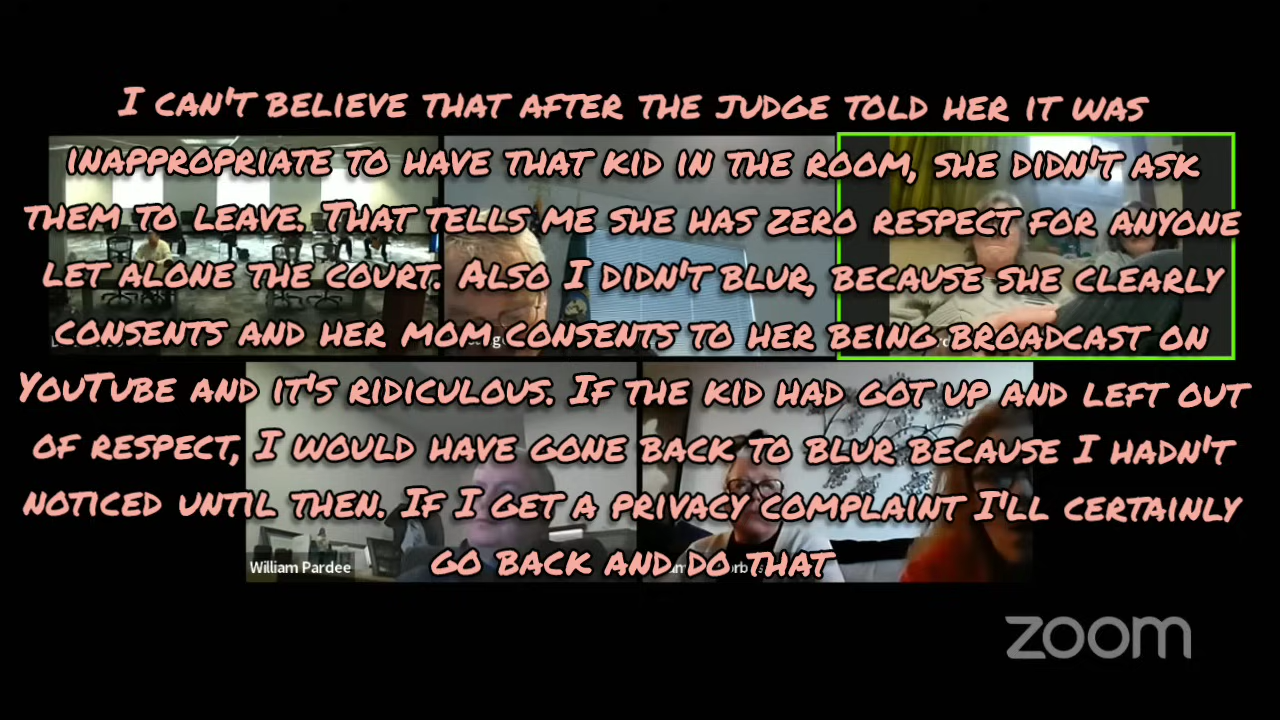 I can't believe that after the judge told her it was
inappropriate to have that kid in the room, she didn't ask
them to leave. That tells me she has zero respect for anyone
let alone the court. Also I didn't blur, because she clearly
consents and her mom consents to her being broadcast on
YouTube and it's ridiculous. If the kid had got up and left out
of respect, I would have gone back to blur because I hadn't
noticed until then. If I get a privacy complaint I'll certainly
William Pardee
go back and do that
zoom